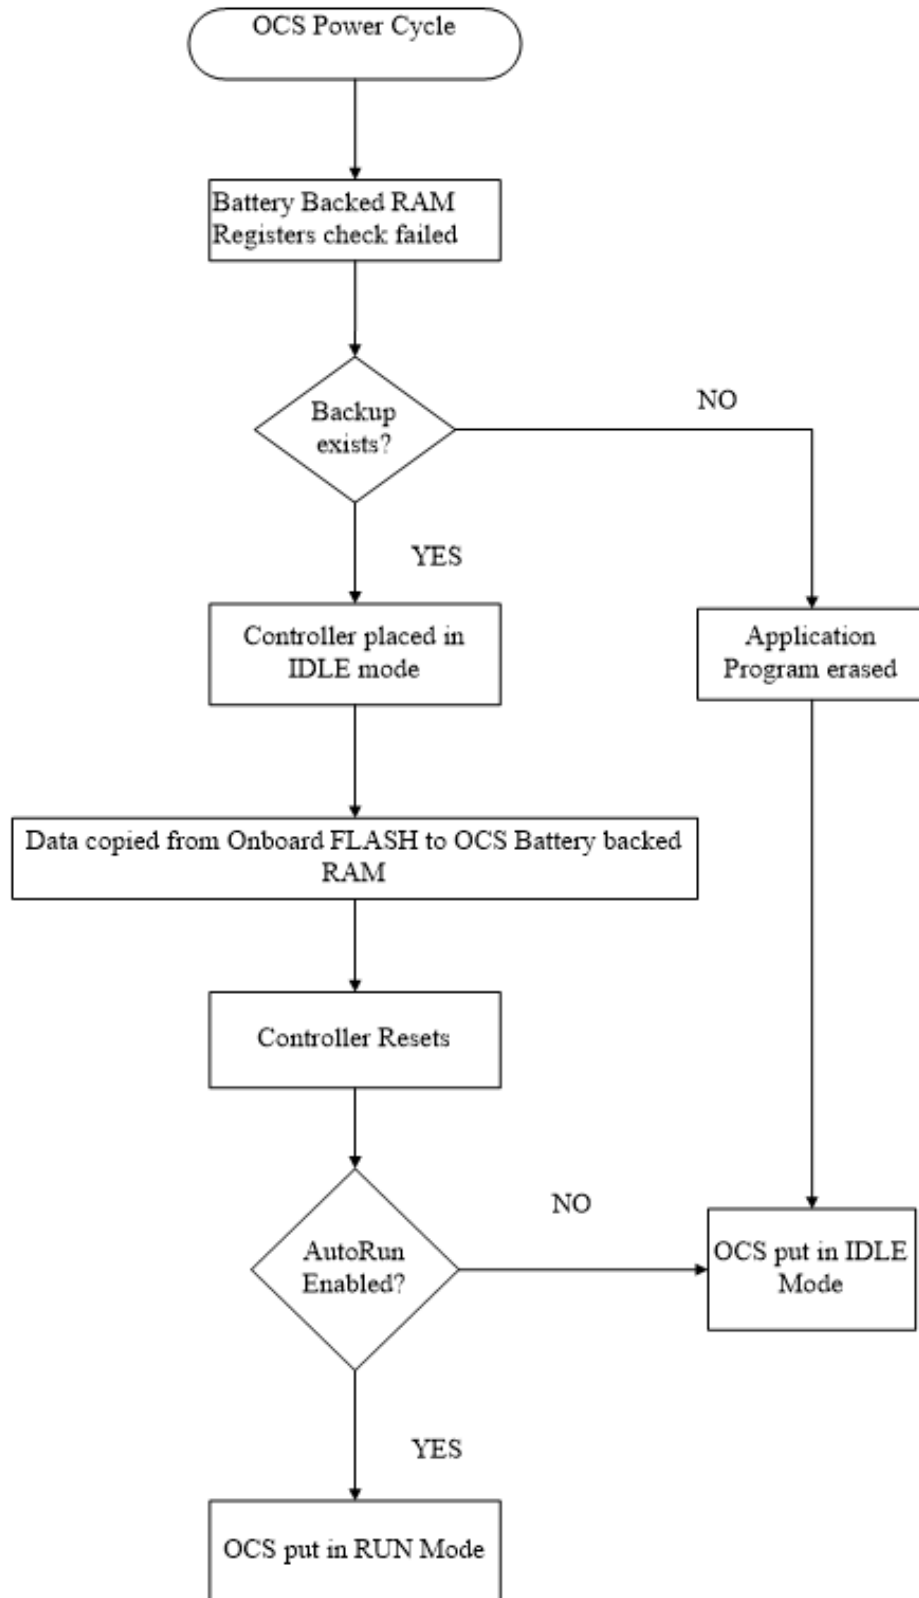 OCS Power Cycle
Battery Backed RAM
Registers check failed
Backup
exists?
NO
YES
Controller placed in
IDLE mode
Application
Program erased
Data copied from Onboard FLASH to OCS Battery backed
RAM
Controller Resets
AutoRun
Enabled?
NO
OCS put in IDLE
Mode
YES
OCS put in RUN Mode